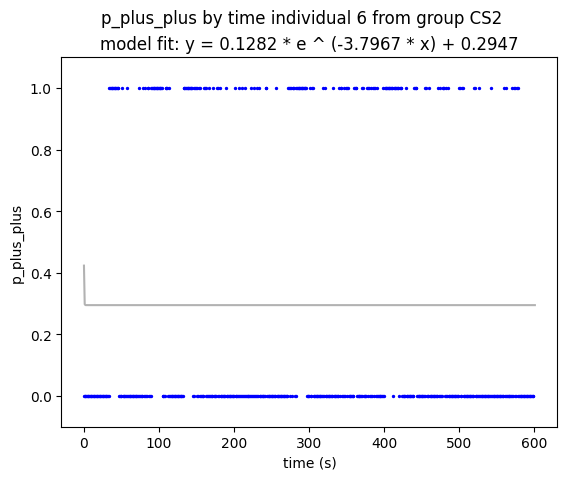 p_plus_plus by time individual 6 from group CS2
model fit: y = 0.1282 * e ^ (-3.7967 * x) + 0.2947
1.0
0.8
0.6
0.4
0.2
0.0
p_plus_plus
0 100 200 300 400 500 600
time (s)